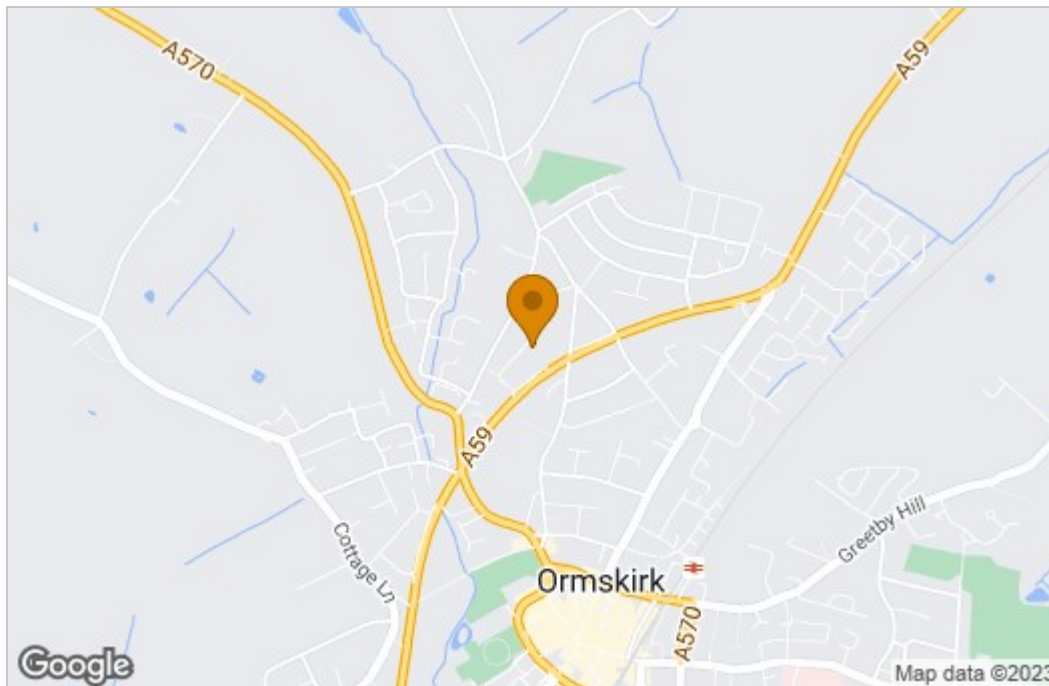 A570
A59
A59
Cottage Ln
Greetby Hill
Ormskirk
A570
Google
Map data ©2023